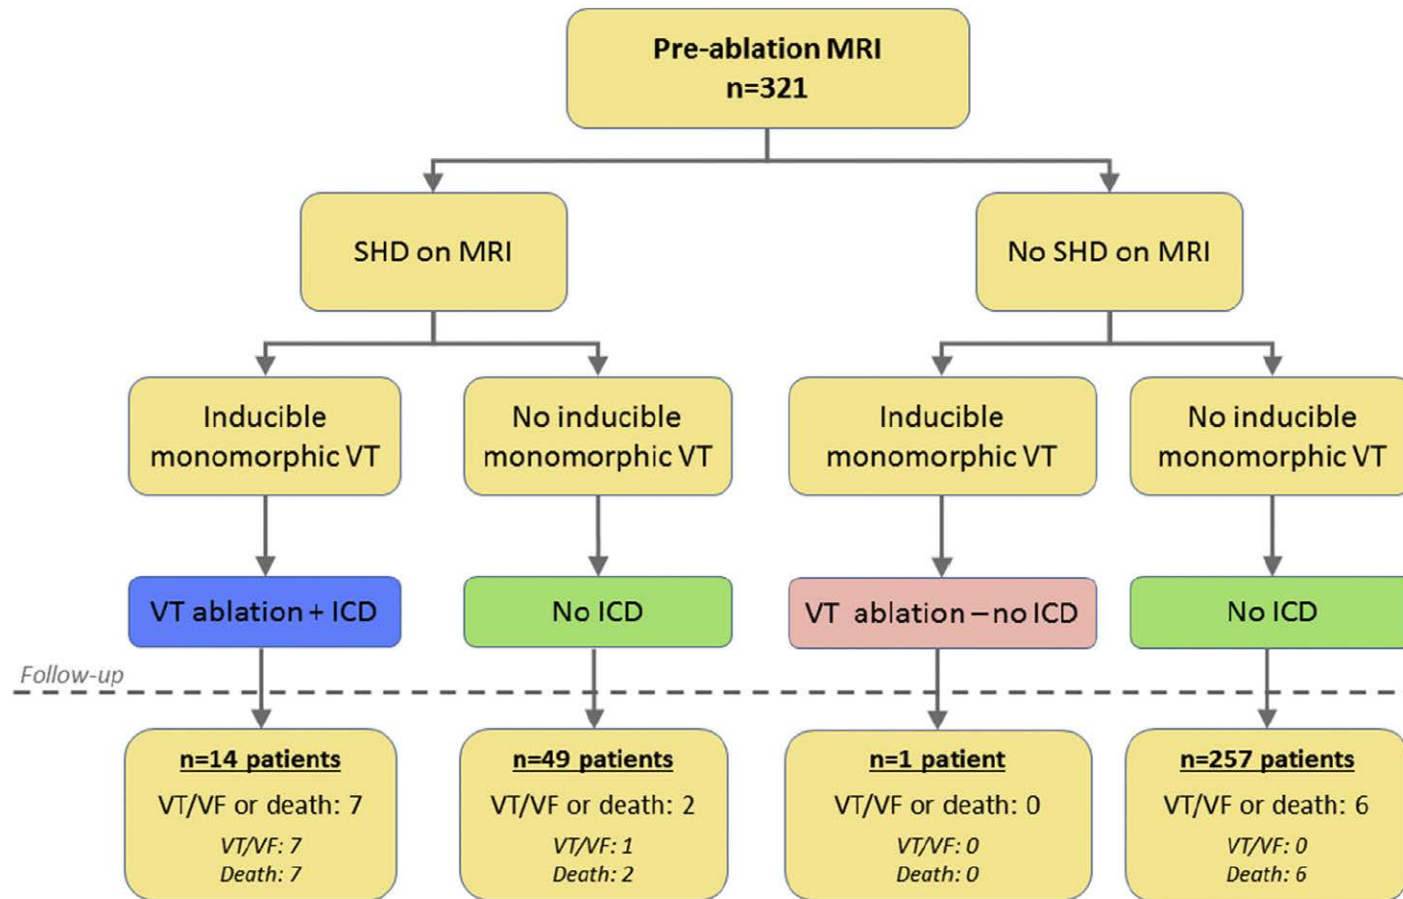 Pre-ablation MRI
n=321
SHD on MRI
No SHD on MRI
Inducible
monomorphic VT
No inducible
monomorphic VT
Inducible
monomorphic VT
No inducible
monomorphic VT
VT ablation + ICD
No ICD
VT ablation – no ICD
No ICD
Follow-up
n=14 patients
VT/VF or death: 7
VT/VF: 7
Death: 7
n=49 patients
VT/VF or death: 2
VT/VF: 1
Death: 2
n=1 patient
VT/VF or death: 0
VT/VF: 0
Death: 0
n=257 patients
VT/VF or death: 6
VT/VF: 0
Death: 6